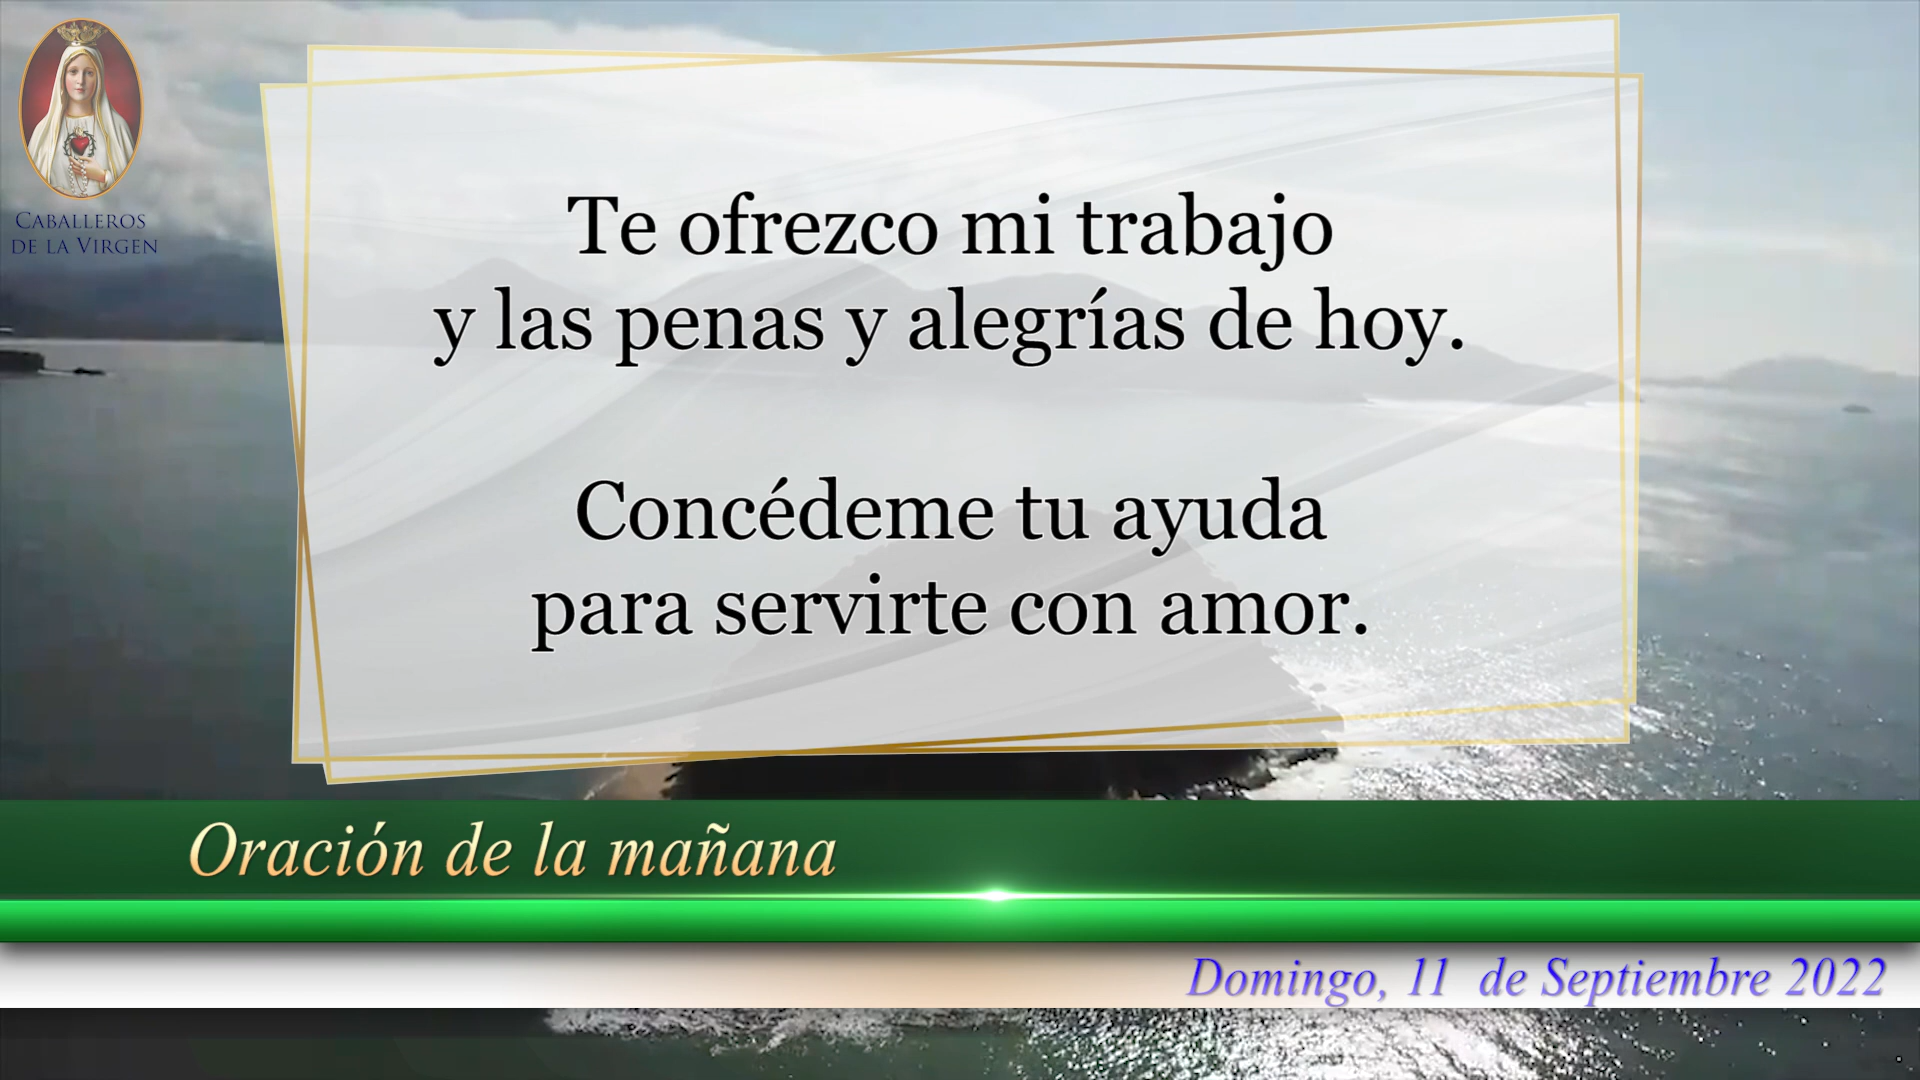 CABALLEROS
DE LA VIRGEN
Te ofrezco mi trabajo
y las penas y alegrías de hoy.
Concédeme tu ayuda
para servirte con amor.
Oración de la mañana
Domingo, 11 de Septiembre 2022